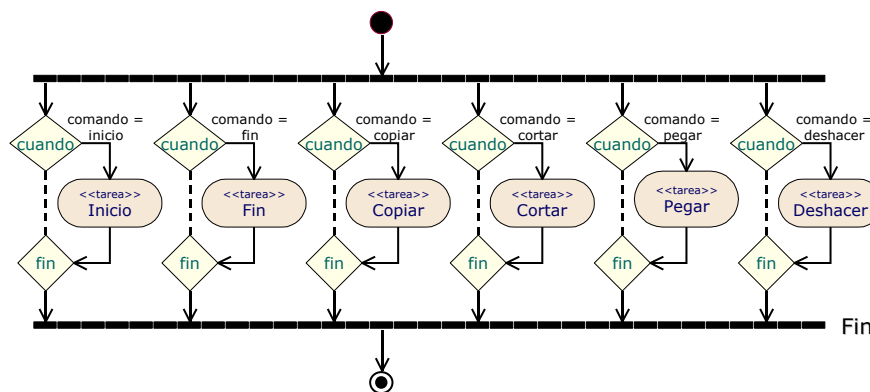 comando =
inicio
cuando
<<tarea>>
Inicio
fin
comando =
fin
cuando
<<tarea>>
Fin
fin
comando =
copiar
cuando
<<tarea>>
Copiar
fin
comando =
cortar
cuando
<<tarea>>
Cortar
fin
comando =
pegar
cuando
<<tarea>>
Pegar
fin
comando =
deshacer
cuando
<<tarea>>
Deshacer
fin
Fin